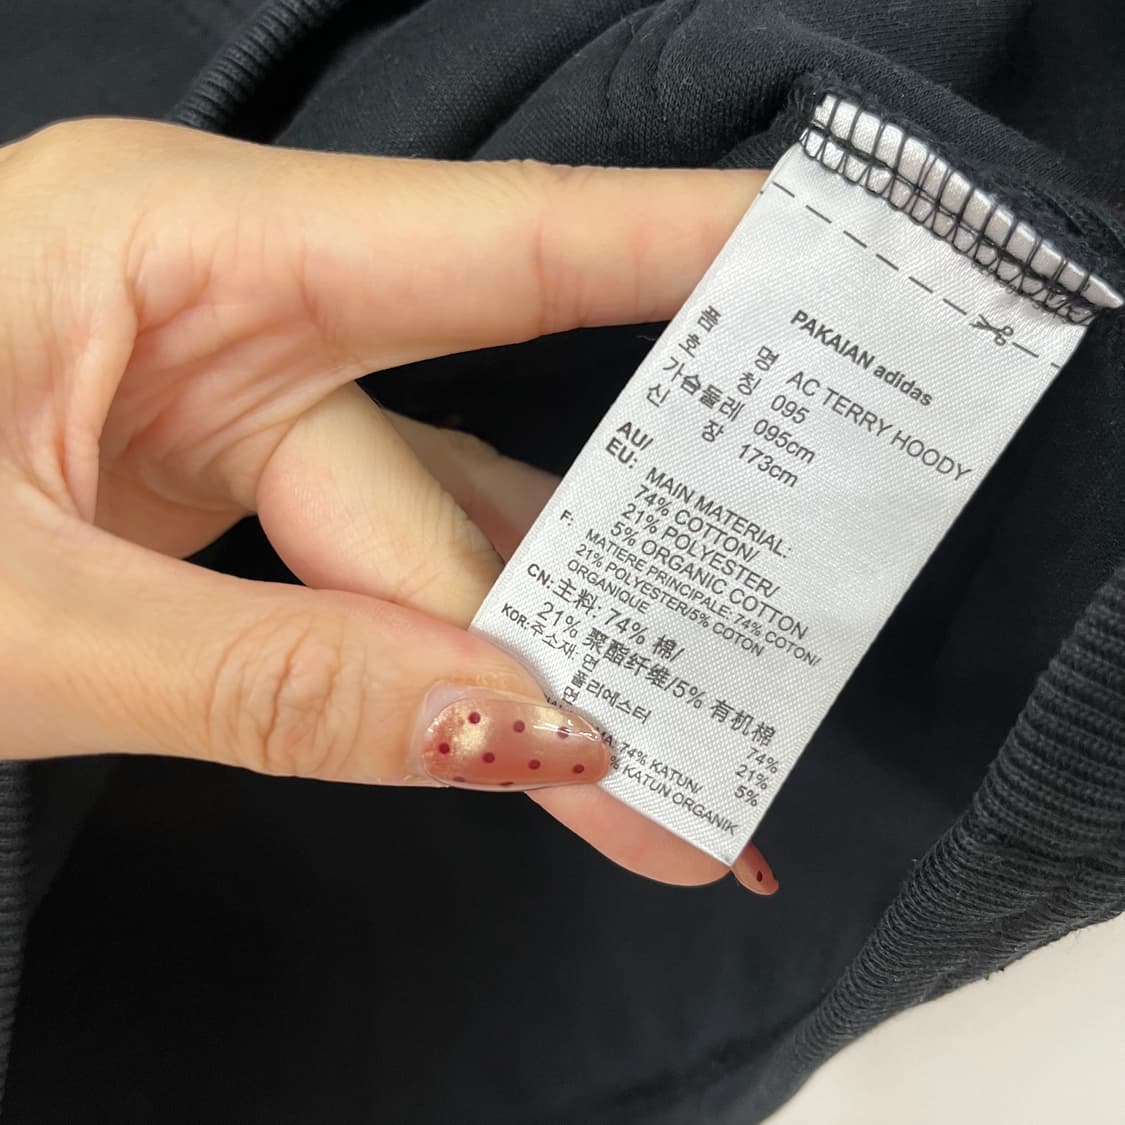 PAKAIAN adidas
품 명 AC TERRY HOODY
호 칭 095
가슴둘레 095cm
신 장 173cm
AU/
EU: MAIN MATERIAL:
74% COTTON/
21% POLYESTER/
5% ORGANIC COTTON
F: MATIERE PRINCIPALE: 74% COTON/
21% POLYESTER/5% COTON
ORGANIQUE
CN: 主料: 74% 棉/
21% 聚酯纤维/5% 有机棉
KOR: 주소재: 면 74%
폴리에스터 21%
면 5%
74% KATUN/
% KATUN ORGANIK